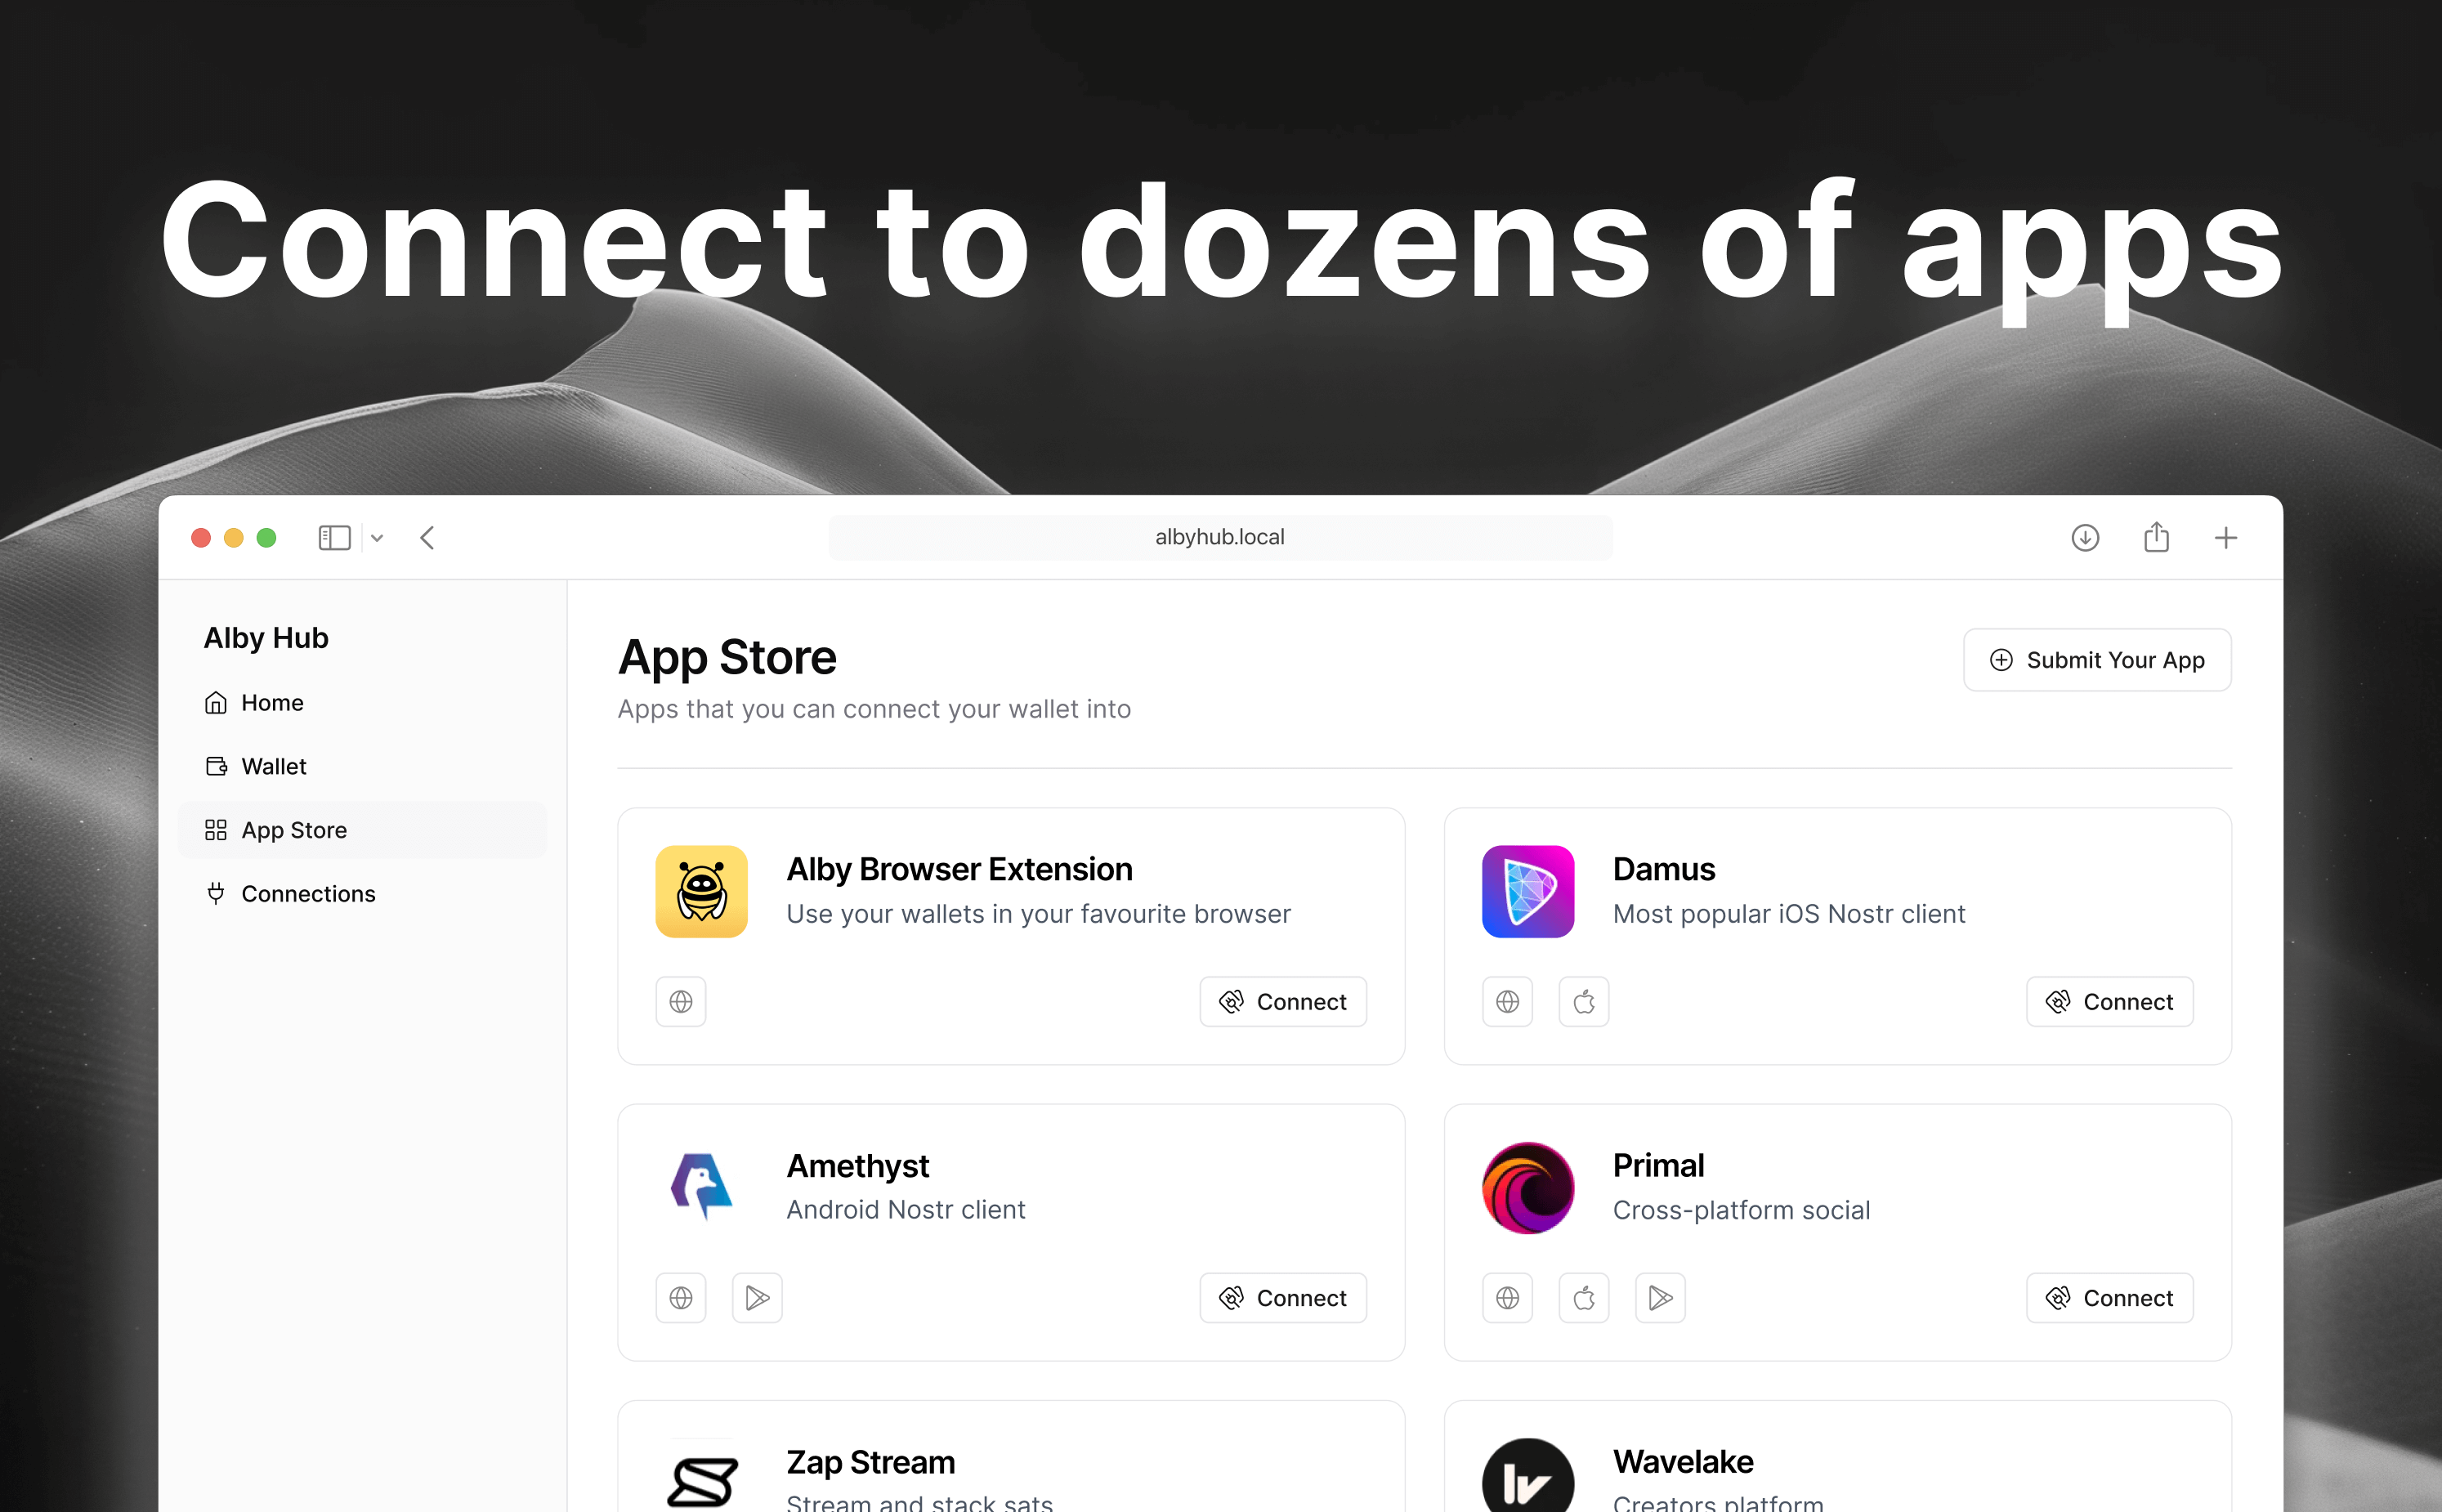 Connect to dozens of apps
albyhub.local
Alby Hub
Home
Wallet
App Store
Connections
App Store
Apps that you can connect your wallet into
Submit Your App
Alby Browser Extension
Use your wallets in your favourite browser
Connect
Damus
Most popular iOS Nostr client
Connect
Amethyst
Android Nostr client
Connect
Primal
Cross-platform social
Connect
Zap Stream
Stream and stack sats
Wavelake
Creators platform